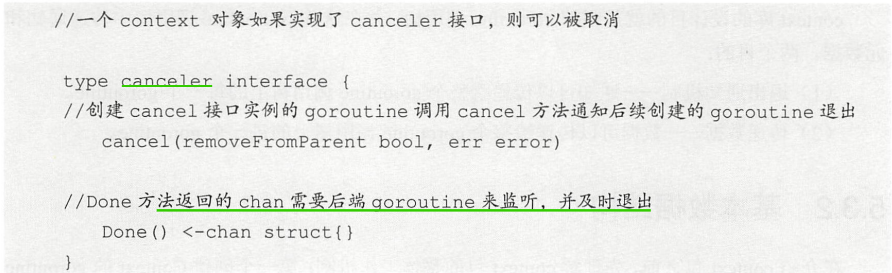 //一个 context 对象如果实现了 canceler 接口，则可以被取消
type canceler interface {
//创建 cancel 接口实例的 goroutine 调用 cancel 方法通知后续创建的 goroutine 退出
cancel(removeFromParent bool, err error)
//Done 方法返回的 chan 需要后端 goroutine 来监听，并及时退出
Done() <-chan struct{}
}